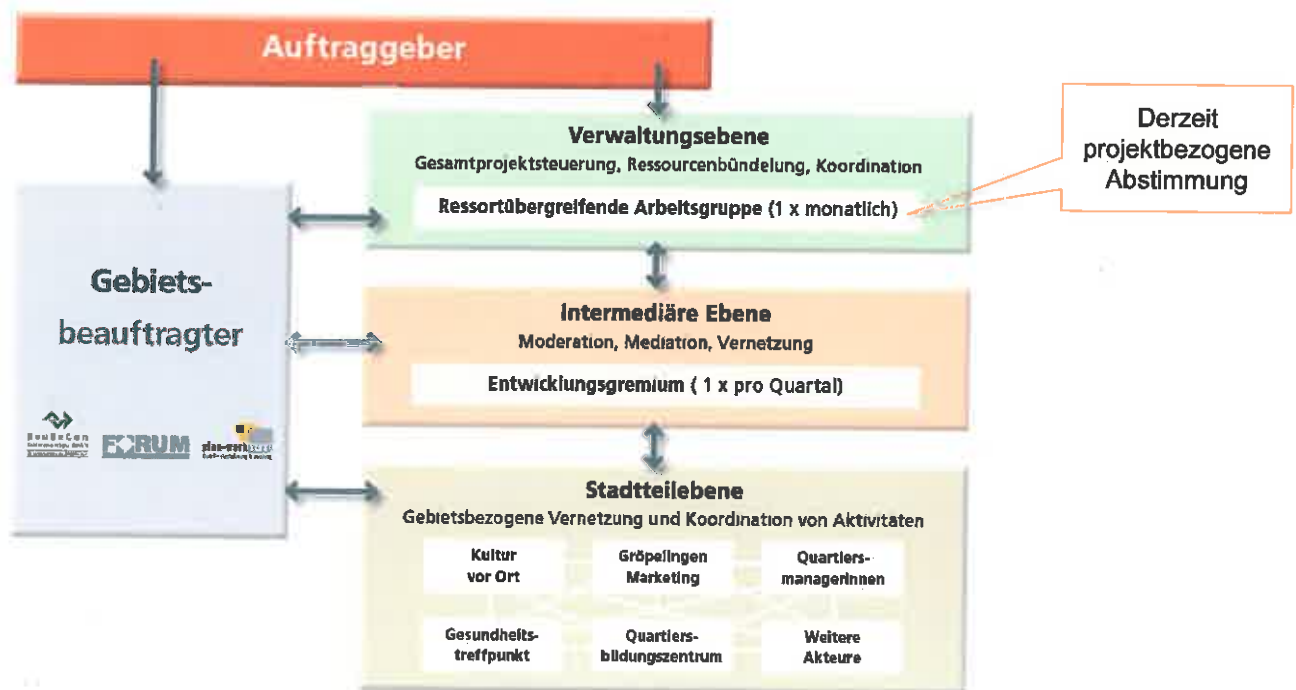 Auftraggeber
Derzeit
projektbezogene
Abstimmung
Verwaltungsebene
Gesamtprojektsteuerung, Ressourcenbündelung, Koordination
Ressortübergreifende Arbeitsgruppe (1 x monatlich)
Gebiets-
beauftragter
FORUM
Intermediäre Ebene
Moderation, Mediation, Vernetzung
Entwicklungsgremium ( 1 x pro Quartal)
Stadtteilebene
Gebietsbezogene Vernetzung und Koordination von Aktivitäten
Kultur
vor Ort
Gröpelingen
Marketing
Quartiers-
managerinnen
Gesundheits-
treffpunkt
Quartiers-
bildungszentrum
Weitere
Akteure